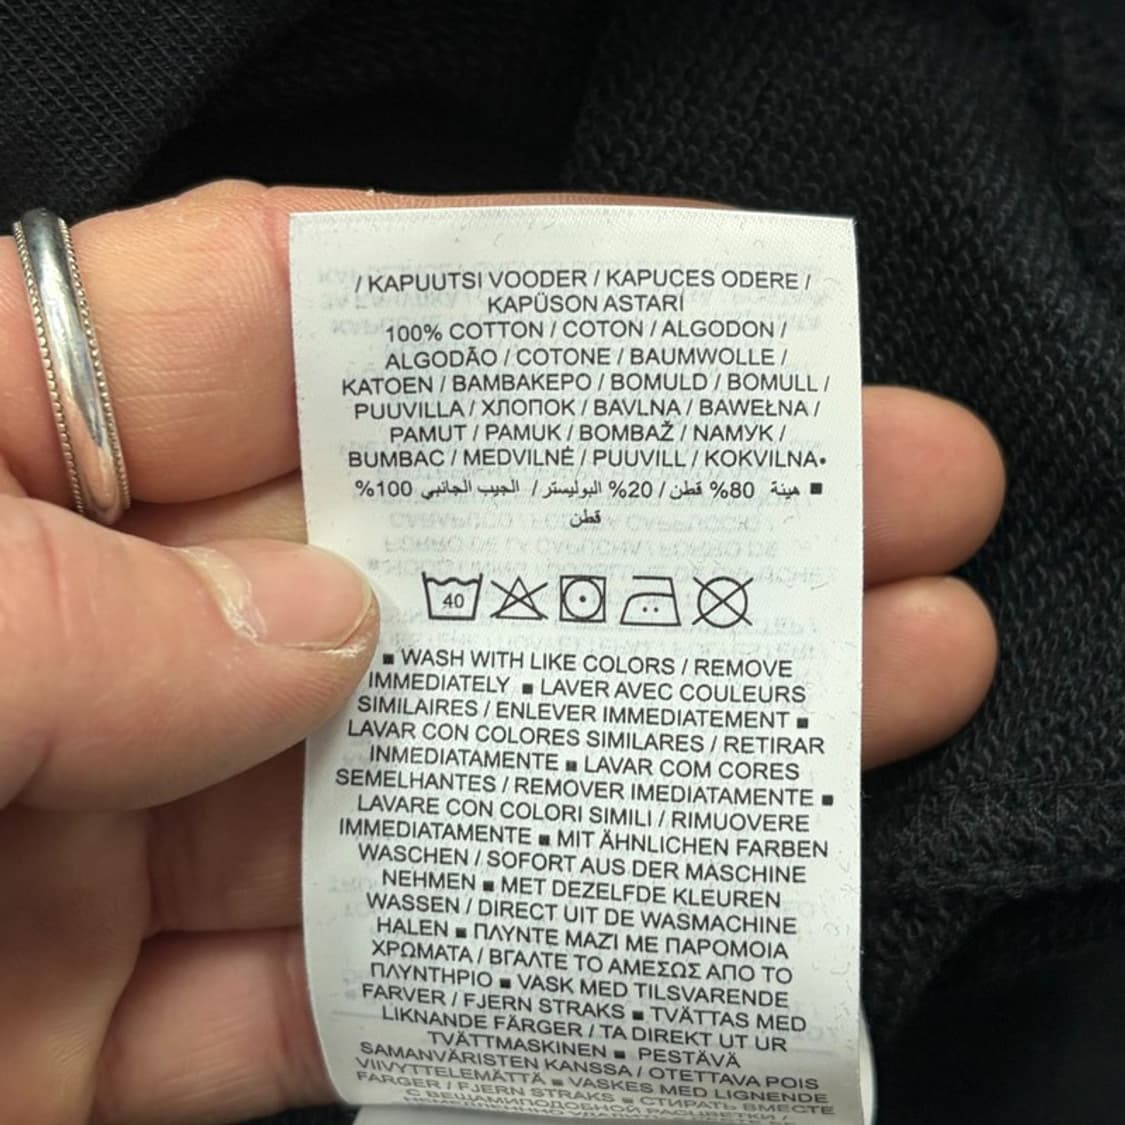 / KAPUUTSI VOODER / KAPUCES ODERE /
KAPÜSON ASTARI
100% COTTON / COTON / ALGODON /
ALGODÃO / COTONE / BAUMWOLLE /
KATOEN / BAMBAKEPO / BOMULD / BOMULL /
PUUVILLA / ХЛОПОК / BAVLNA / BAWEŁNA /
PAMUT / PAMUK / BOMBAŽ / NAMYK /
BUMBAC / MEDVILNĖ / PUUVILL / KOKVILNA•
■ هيئة 80% قطن / 20% البوليستر / الجيب الجانبي 100%
قطن
40
■ WASH WITH LIKE COLORS / REMOVE
IMMEDIATELY ■ LAVER AVEC COULEURS
SIMILAIRES / ENLEVER IMMEDIATEMENT ■
LAVAR CON COLORES SIMILARES / RETIRAR
INMEDIATAMENTE ■ LAVAR COM CORES
SEMELHANTES / REMOVER IMEDIATAMENTE ■
LAVARE CON COLORI SIMILI / RIMUOVERE
IMMEDIATAMENTE ■ MIT ÄHNLICHEN FARBEN
WASCHEN / SOFORT AUS DER MASCHINE
NEHMEN ■ MET DEZELFDE KLEUREN
WASSEN / DIRECT UIT DE WASMACHINE
HALEN ■ ΠΛΥΝΤΕ ΜΑΖΙ ΜΕ ΠΑΡΟΜΟΙΑ
ΧΡΩΜΑΤΑ / ΒΓΑΛΤΕ ΤΟ ΑΜΕΣΩΣ ΑΠΟ ΤΟ
ΠΛΥΝΤΗΡΙΟ ■ VASK MED TILSVARENDE
FARVER / FJERN STRAKS ■ TVÄTTAS MED
LIKNANDE FÄRGER / TA DIREKT UT UR
TVÄTTMASKINEN ■ PESTÄVÄ
SAMANVÄRISTEN KANSSA / OTETTAVA POIS
VIIVYTTELEMÄTTÄ ■ VASKES MED LIGNENDE
FARGER / FJERN STRAKS ■ СТИРАТЬ ВМЕСТЕ
С ВЕЩАМИПОДОБНОЙ РАСЦВЕТКИ /